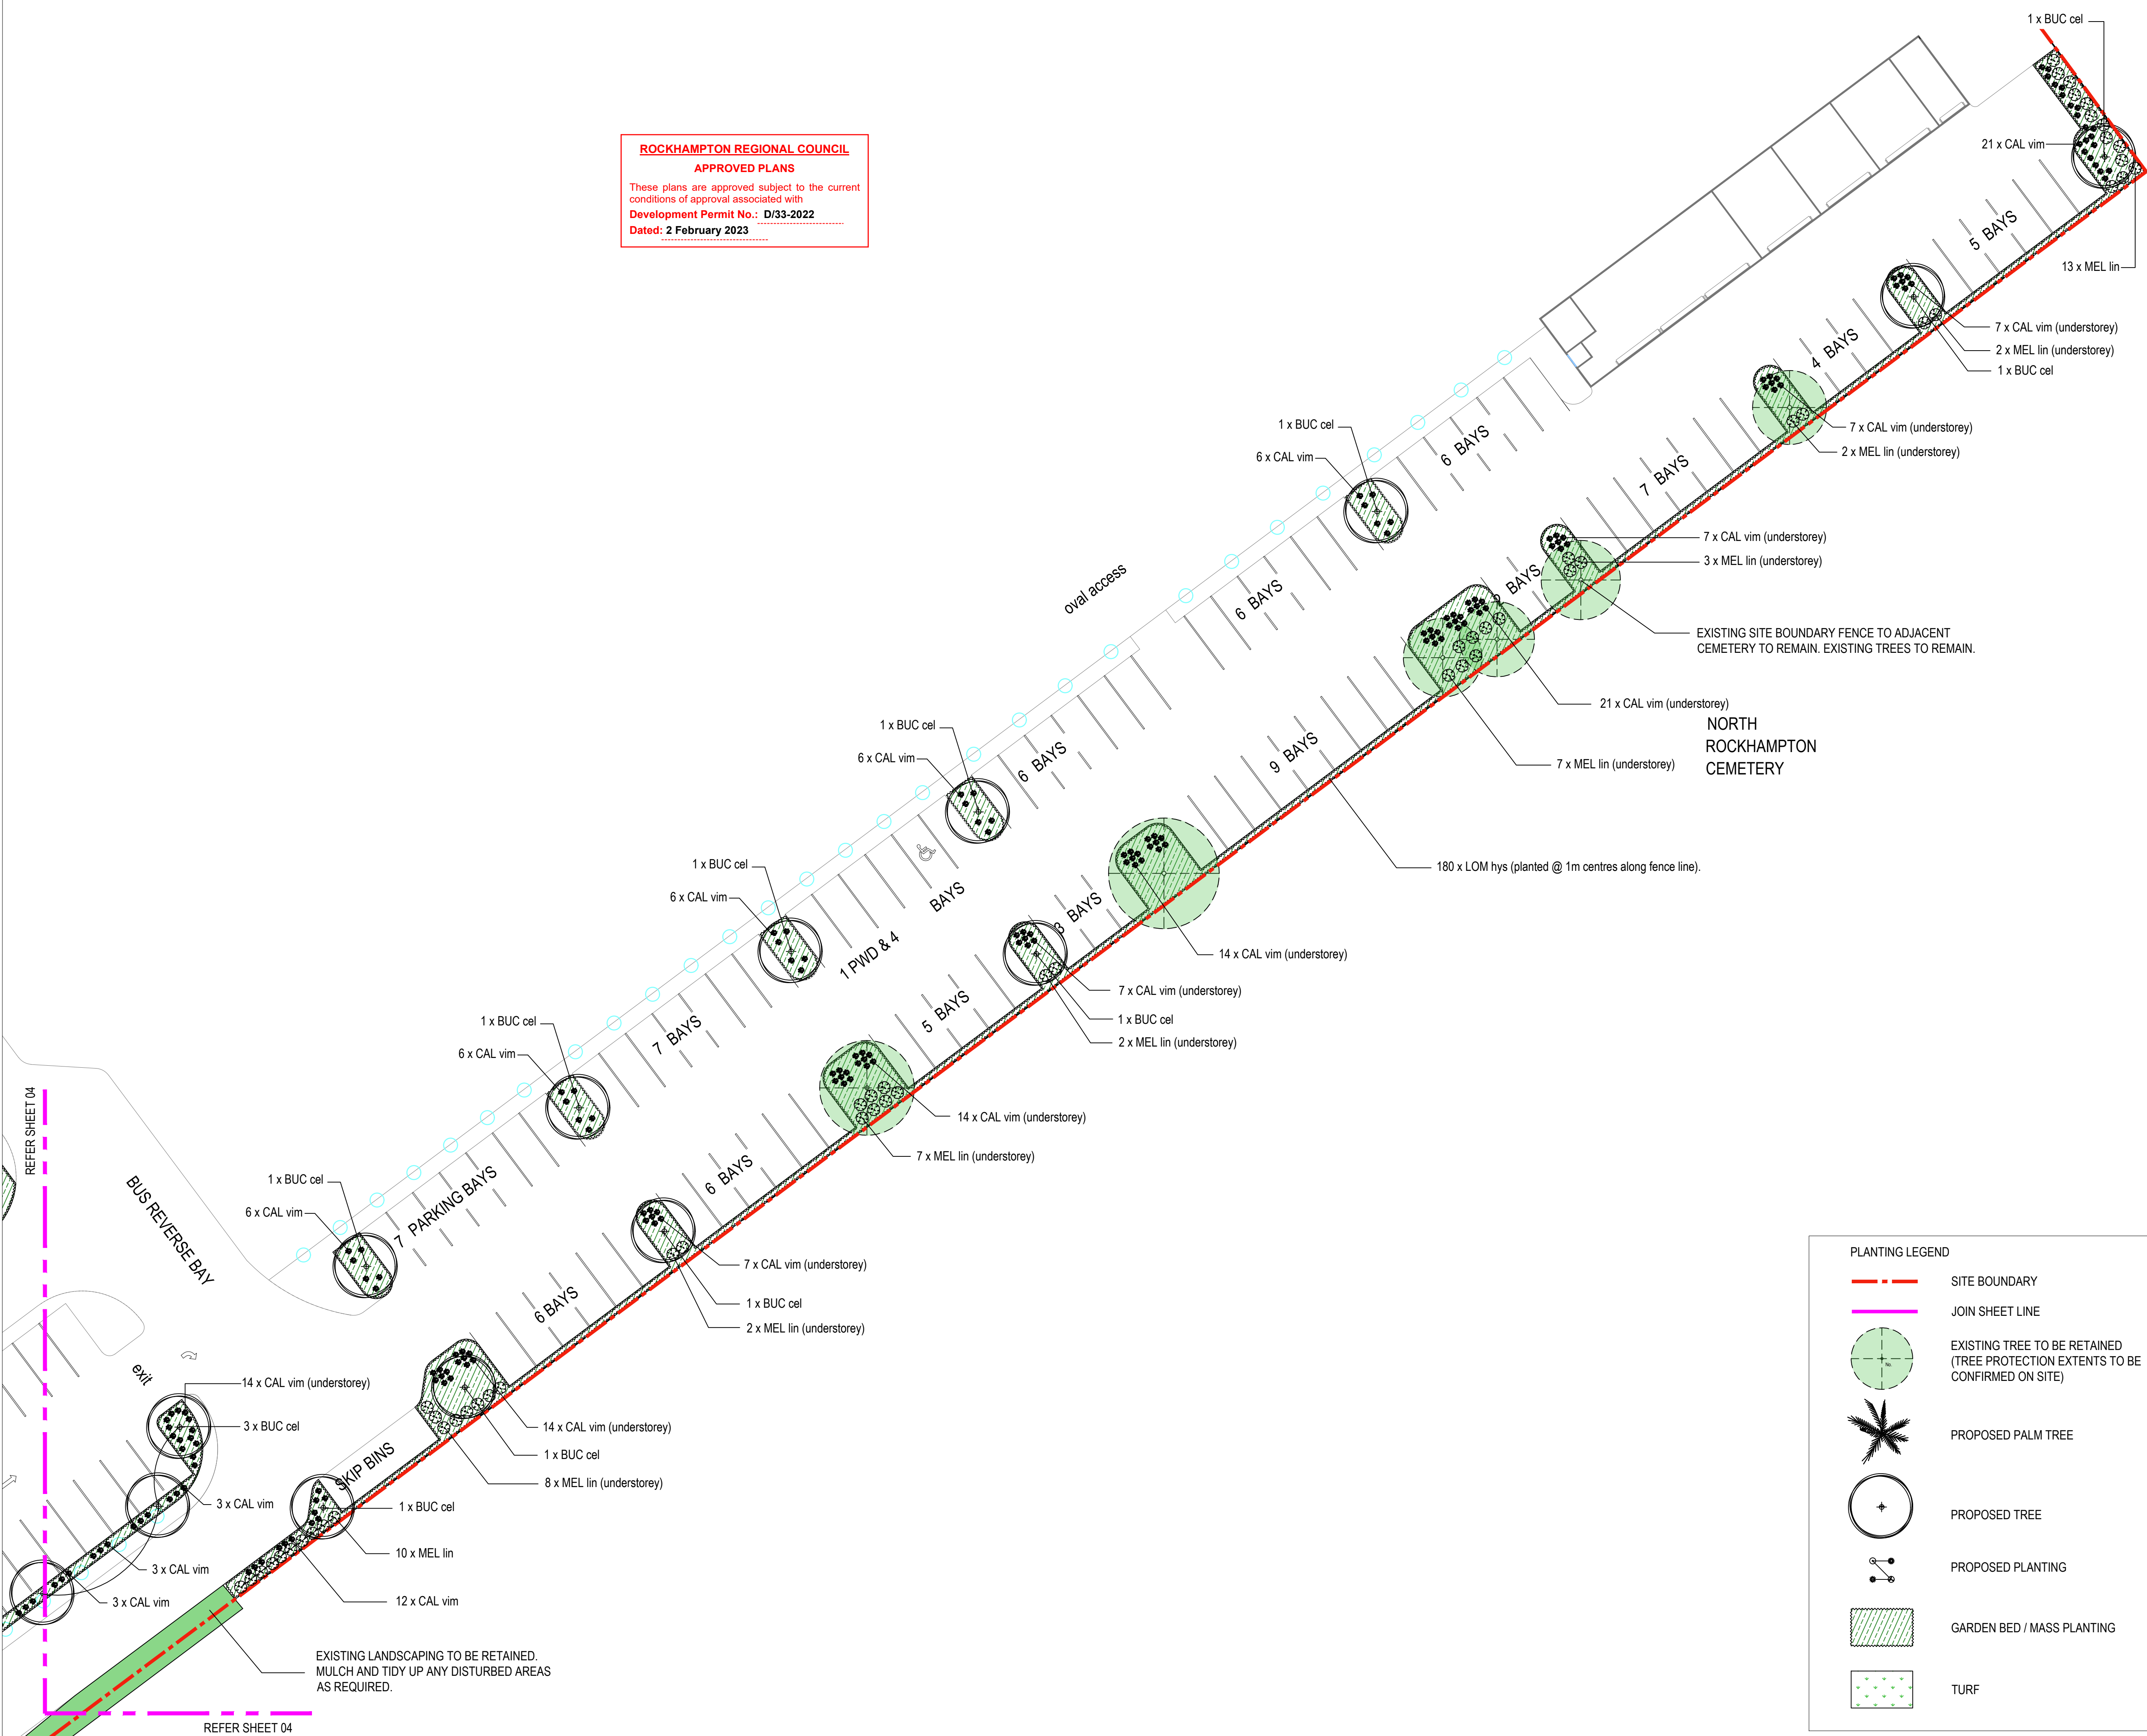 1 x BUC cel
ROCKHAMPTON REGIONAL COUNCIL
APPROVED PLANS
These plans are approved subject to the current
conditions of approval associated with
Development Permit No.: D/33-2022
Dated: 2 February 2023
21 x CAL vim
5 BAYS
13 x MEL lin
7 x CAL vim (understorey)
2 x MEL lin (understorey)
1 x BUC cel
4 BAYS
7 x CAL vim (understorey)
2 x MEL lin (understorey)
1 x BUC cel
6 x CAL vim
6 BAYS
7 BAYS
7 x CAL vim (understorey)
3 x MEL lin (understorey)
oval access
6 BAYS
BAYS
EXISTING SITE BOUNDARY FENCE TO ADJACENT
CEMETERY TO REMAIN. EXISTING TREES TO REMAIN.
21 x CAL vim (understorey)
NORTH
ROCKHAMPTON
CEMETERY
7 x MEL lin (understorey)
1 x BUC cel
6 x CAL vim
6 BAYS
9 BAYS
180 x LOM hys (planted @ 1m centres along fence line).
1 x BUC cel
6 x CAL vim
1 PWD & 4
BAYS
BAYS
14 x CAL vim (understorey)
7 x CAL vim (understorey)
1 x BUC cel
2 x MEL lin (understorey)
1 x BUC cel
6 x CAL vim
7 BAYS
5 BAYS
14 x CAL vim (understorey)
7 x MEL lin (understorey)
REFER SHEET 04
BUS REVERSE BAY
1 x BUC cel
6 x CAL vim
7 PARKING BAYS
6 BAYS
7 x CAL vim (understorey)
1 x BUC cel
2 x MEL lin (understorey)
6 BAYS
exit
14 x CAL vim (understorey)
3 x BUC cel
14 x CAL vim (understorey)
1 x BUC cel
8 x MEL lin (understorey)
SKIP BINS
3 x CAL vim
1 x BUC cel
10 x MEL lin
3 x CAL vim
3 x CAL vim
12 x CAL vim
EXISTING LANDSCAPING TO BE RETAINED.
MULCH AND TIDY UP ANY DISTURBED AREAS
AS REQUIRED.
REFER SHEET 04
PLANTING LEGEND
SITE BOUNDARY
JOIN SHEET LINE
EXISTING TREE TO BE RETAINED
(TREE PROTECTION EXTENTS TO BE
CONFIRMED ON SITE)
PROPOSED PALM TREE
PROPOSED TREE
PROPOSED PLANTING
GARDEN BED / MASS PLANTING
TURF